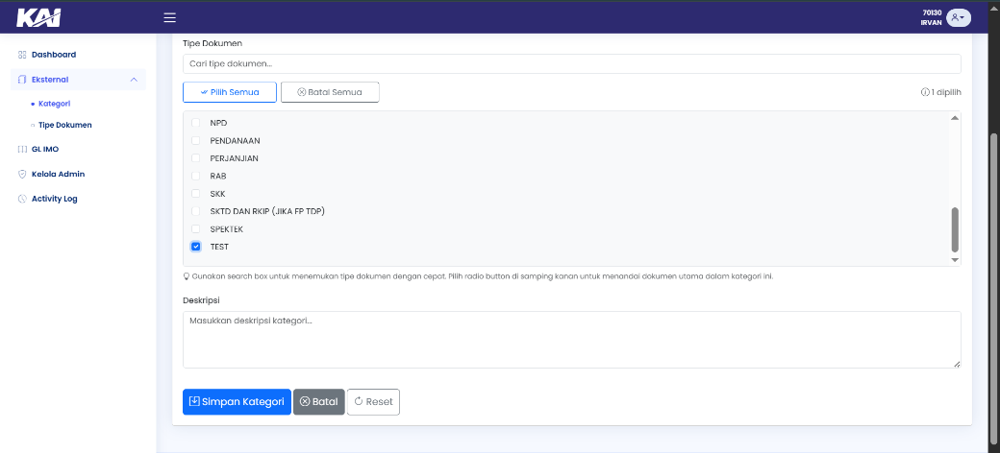 KAI
70130
IRVAN
Dashboard
Eksternal
Kategori
Tipe Dokumen
GL IMO
Kelola Admin
Activity Log
Tipe Dokumen
Cari tipe dokumen...
Pilih Semua
Batal Semua
1 dipilih
NPD
PENDANAAN
PERJANJIAN
RAB
SKK
SKTD DAN RKIP (JIKA FP TDP)
SPEKTEK
TEST
Gunakan search box untuk menemukan tipe dokumen dengan cepat. Pilih radio button di samping kanan untuk menandai dokumen utama dalam kategori ini.
Deskripsi
Masukkan deskripsi kategori...
Simpan Kategori
Batal
Reset